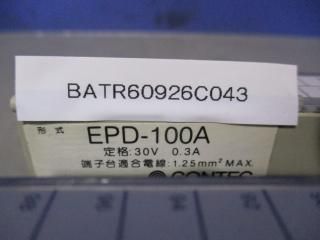 BATR60926C043
形式 EPD-100A
定格:30V 0.3A
端子台適合電線:1.25mm² MAX.
CONTEC